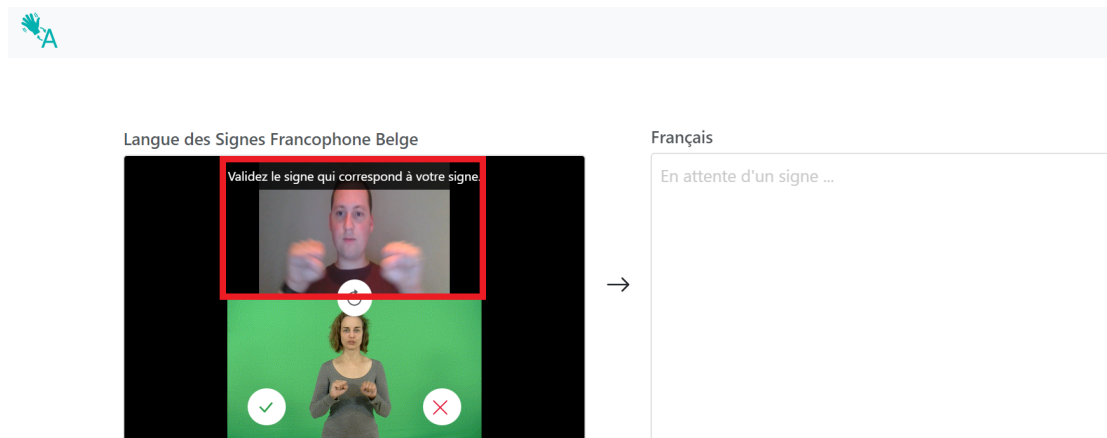 A
Langue des Signes Francophone Belge
Validez le signe qui correspond à votre signe.
Français
En attente d'un signe ...